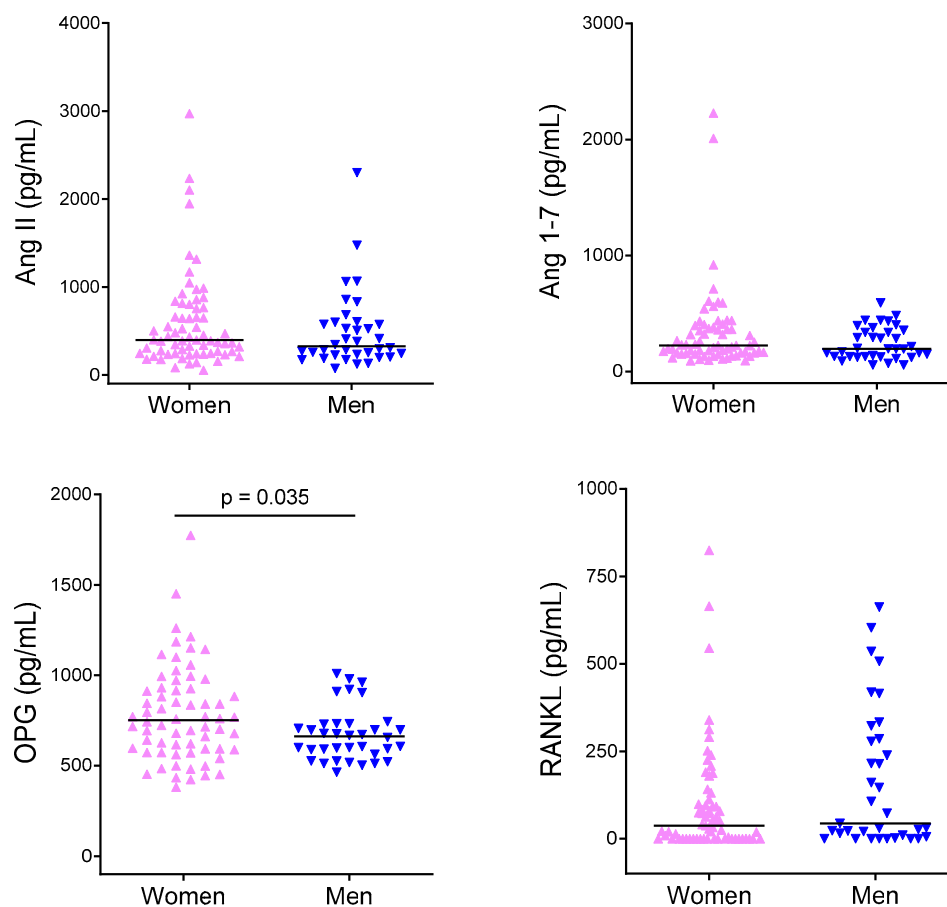 Ang II (pg/mL)
4000
3000
2000
1000
0
Women
Men
Ang 1-7 (pg/mL)
3000
2000
1000
0
Women
Men
OPG (pg/mL)
2000
1500
1000
500
0
p = 0.035
Women
Men
RANKL (pg/mL)
1000
750
500
250
0
Women
Men